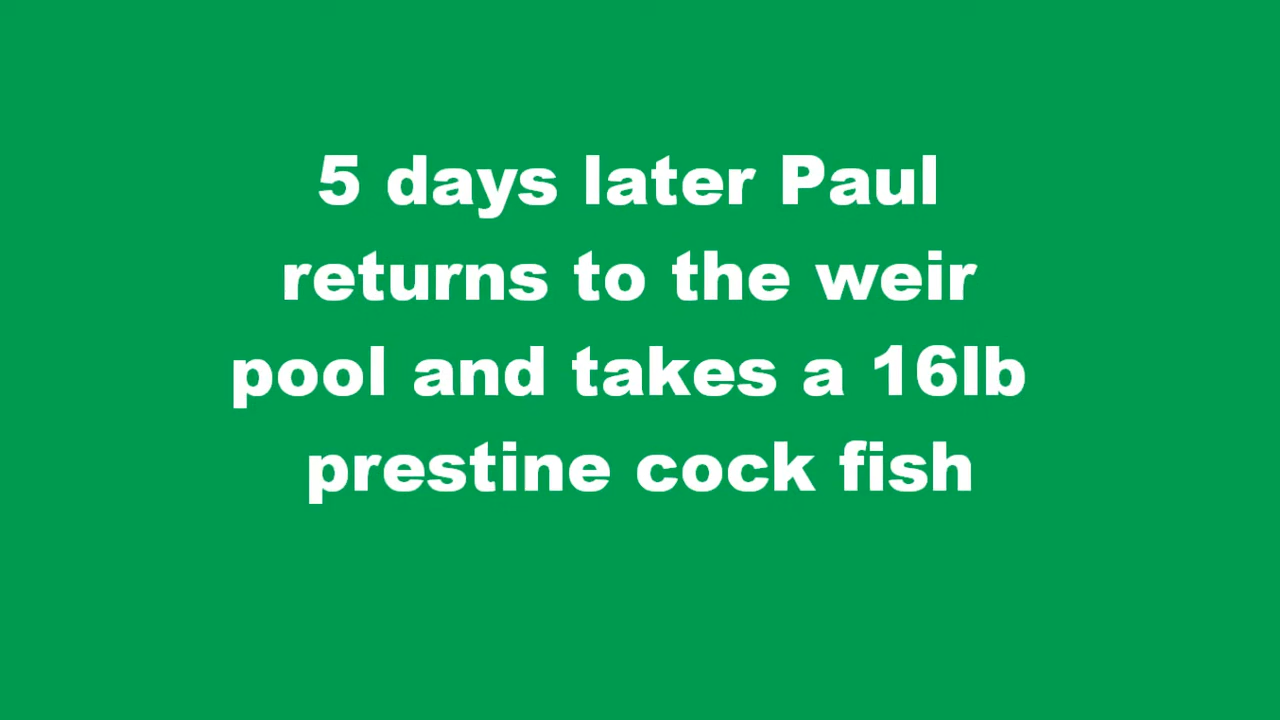 5 days later Paul
returns to the weir
pool and takes a 16lb
prestine cock fish